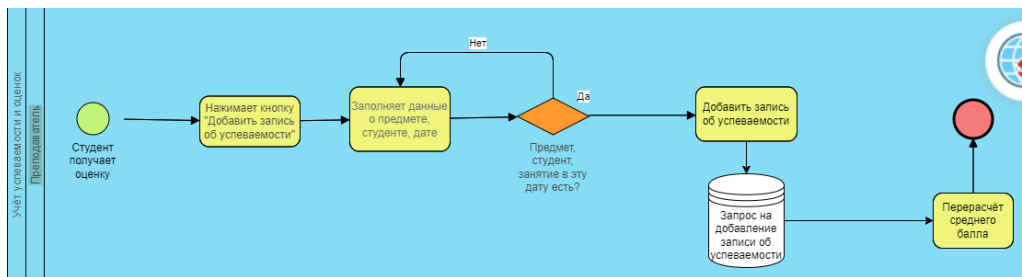 Учёт успеваемости и оценок
Преподаватель
Студент
получает
оценку
Нажимает кнопку
"Добавить запись
об успеваемости"
Заполняет данные
о предмете,
студенте, дате
Нет
Да
Предмет,
студент,
занятие в эту
дату есть?
Добавить запись
об успеваемости
Запрос на
добавление
записи об
успеваемости
Перерасчёт
среднего
балла